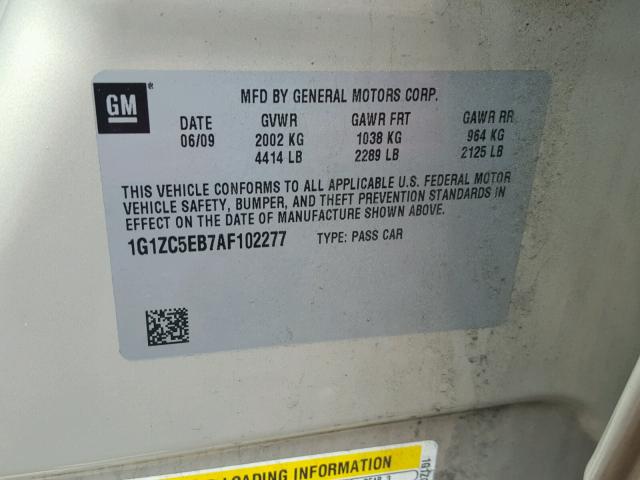 GM
MFD BY GENERAL MOTORS CORP.
DATE GVWR GAWR FRT GAWR RR
06/09 2002 KG 1038 KG 964 KG
4414 LB 2289 LB 2125 LB
THIS VEHICLE CONFORMS TO ALL APPLICABLE U.S. FEDERAL MOTOR
VEHICLE SAFETY, BUMPER, AND THEFT PREVENTION STANDARDS IN
EFFECT ON THE DATE OF MANUFACTURE SHOWN ABOVE.
1G1ZC5EB7AF102277 TYPE: PASS CAR
LOADING INFORMATION